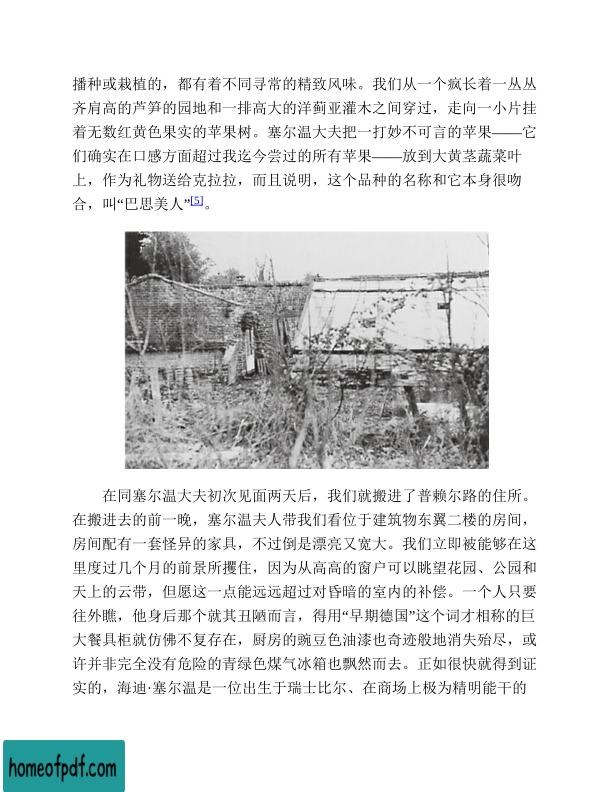 播种或栽植的，都有着不同寻常的精致风味。我们从一个疯长着一丛丛
齐肩高的芦笋的园地和一排高大的洋蓟亚灌木之间穿过，走向一小片挂
着无数红黄色果实的苹果树。塞尔温大夫把一打妙不可言的苹果——它
们确实在口感方面超过我迄今尝过的所有苹果——放到大黄茎蔬菜叶
上，作为礼物送给克拉拉，而且说明，这个品种的名称和它本身很吻
合，叫“巴思美人”[5]。
在同塞尔温大夫初次见面两天后，我们就搬进了普赖尔路的住所。
在搬进去的前一晚，塞尔温夫人带我们看位于建筑物东翼二楼的房间，
房间配有一套怪异的家具，不过倒是漂亮又宽大。我们立即被能够在这
里度过几个月的前景所攫住，因为从高高的窗户可以眺望花园、公园和
天上的云带，但愿这一点能远远超过对昏暗的室内的补偿。一个人只要
往外瞧，他身后那个就其丑陋而言，得用“早期德国”这个词才相称的巨
大餐具柜就仿佛不复存在，厨房的豌豆色油漆也奇迹般地消失殆尽，或
许并非完全没有危险的青绿色煤气冰箱也飘然而去。正如很快就得到证
实的，海迪·塞尔温是一位出生于瑞士比尔、在商场上极为精明能干的
homeofpdf.com